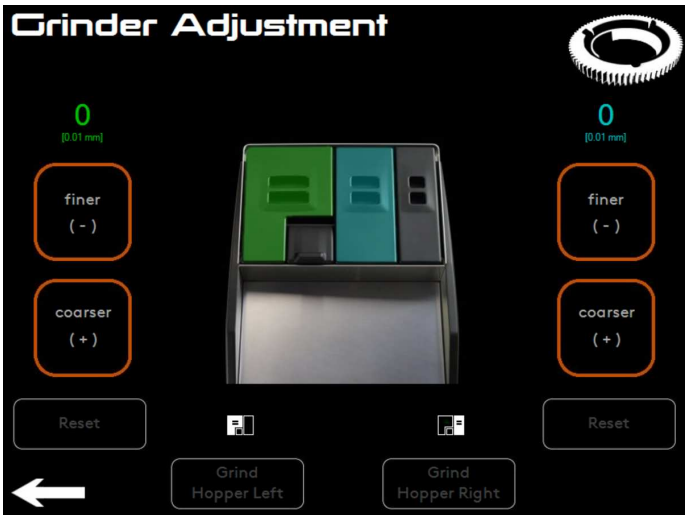 Grinder Adjustment
0
[0.01 mm]
0
[0.01 mm]
finer
( - )
finer
( - )
coarser
( + )
coarser
( + )
Reset
Reset
Grind
Hopper Left
Grind
Hopper Right